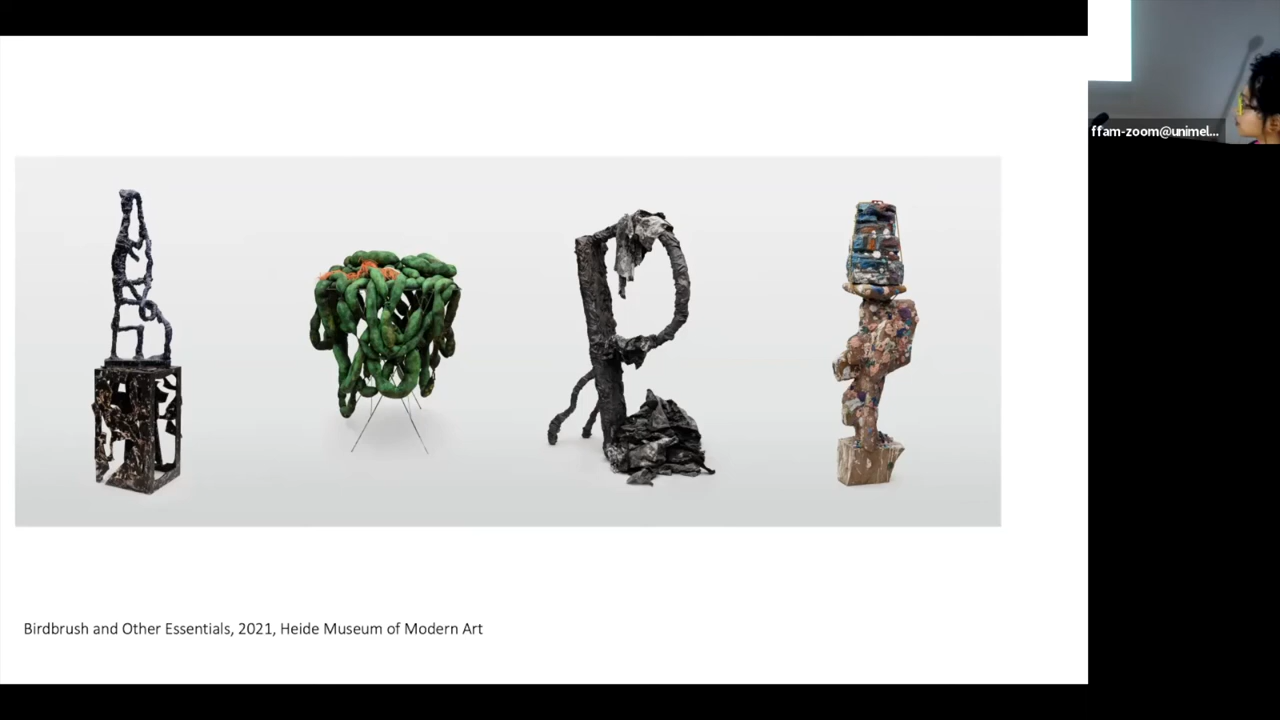 ffam-zoom@unimel...
Birdbrush and Other Essentials, 2021, Heide Museum of Modern Art